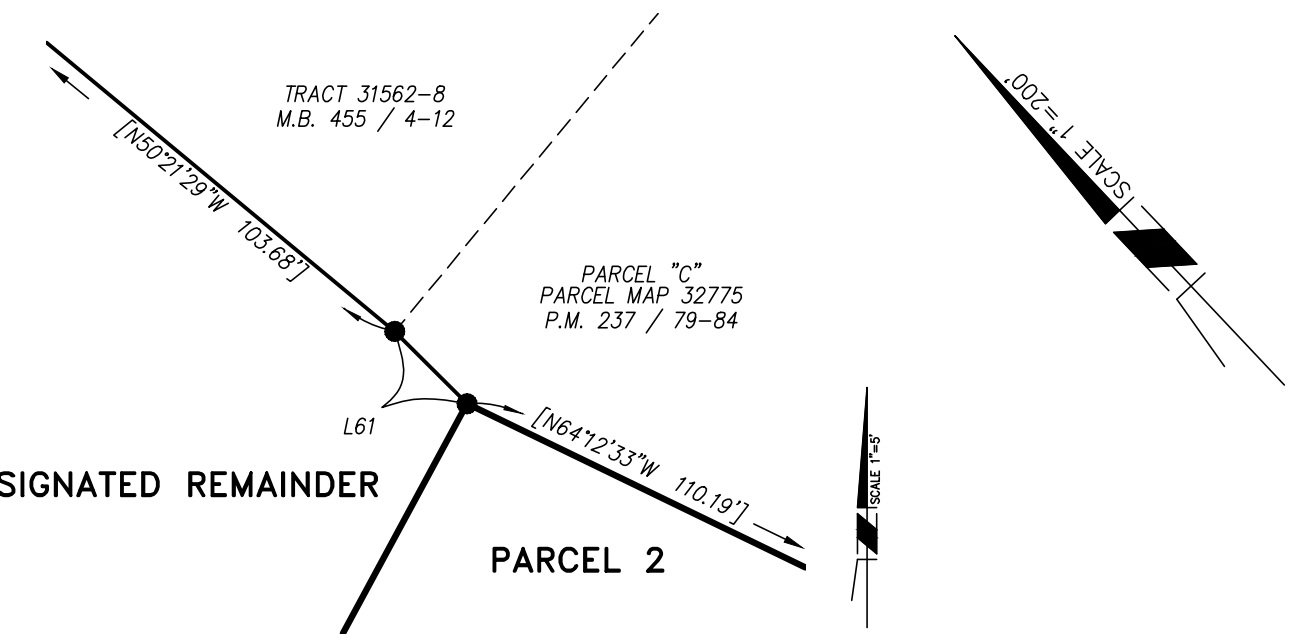 TRACT 31562-8
M.B. 455 / 4-12
[N50°21'29"W 103.68']
PARCEL "C"
PARCEL MAP 32775
P.M. 237 / 79-84
L61
[N64°12'33"W 110.19']
SIGNATED REMAINDER
PARCEL 2
SCALE 1"=200'
SCALE 1"=5'